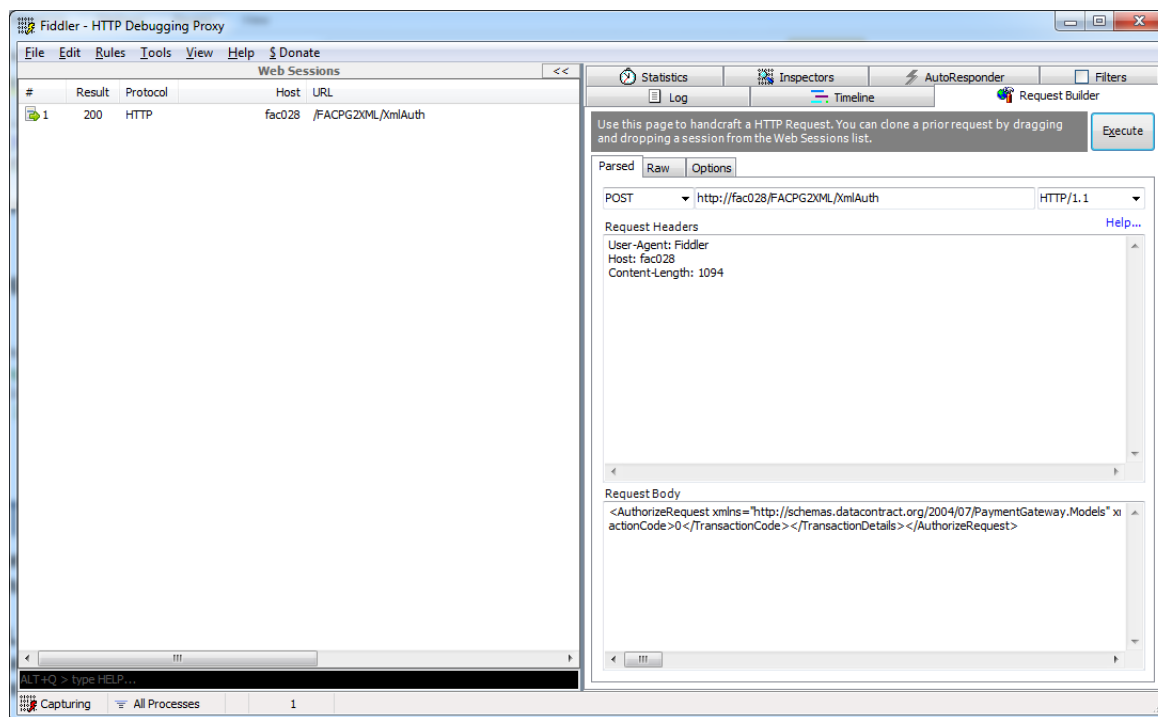 Fiddler - HTTP Debugging Proxy
File Edit Rules Tools View Help $ Donate
Web Sessions <<
# Result Protocol Host URL
1 200 HTTP fac028 /FACPG2XML/XmlAuth
Statistics Inspectors AutoResponder Filters
Log Timeline Request Builder
Use this page to handcraft a HTTP Request. You can clone a prior request by dragging
and dropping a session from the Web Sessions list.
Execute
Parsed Raw Options
POST http://fac028/FACPG2XML/XmlAuth HTTP/1.1
Request Headers Help...
User-Agent: Fiddler
Host: fac028
Content-Length: 1094
Request Body
<AuthorizeRequest xmlns="http://schemas.datacontract.org/2004/07/PaymentGateway.Models"
actionCode>0</TransactionCode></TransactionDetails></AuthorizeRequest>
ALT+Q > type HELP...
Capturing All Processes 1